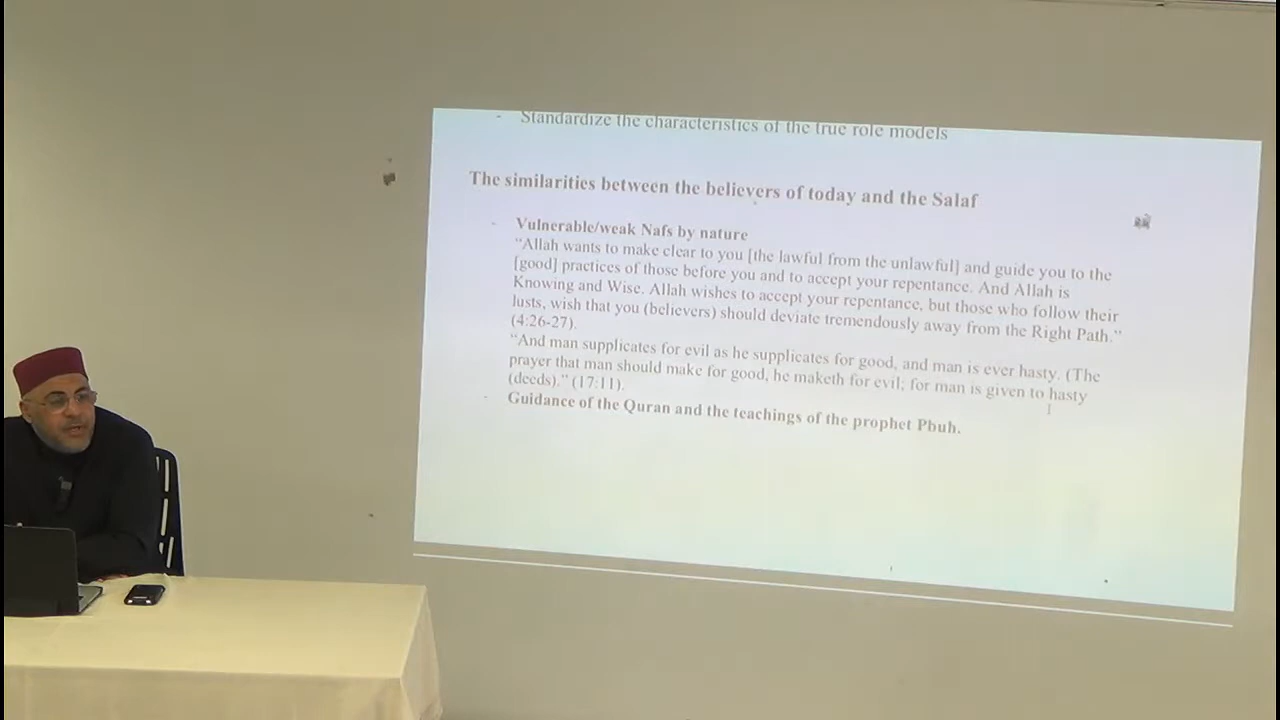 - Standardize the characteristics of the true role models
The similarities between the believers of today and the Salaf
- Vulnerable/weak Nafs by nature
“Allah wants to make clear to you [the lawful from the unlawful] and guide you to the
[good] practices of those before you and to accept your repentance. And Allah is
Knowing and Wise. Allah wishes to accept your repentance, but those who follow their
lusts, wish that you (believers) should deviate tremendously away from the Right Path.”
(4:26-27).
“And man supplicates for evil as he supplicates for good, and man is ever hasty. (The
prayer that man should make for good, he maketh for evil; for man is given to hasty
(deeds).” (17:11).
- Guidance of the Quran and the teachings of the prophet Pbuh.